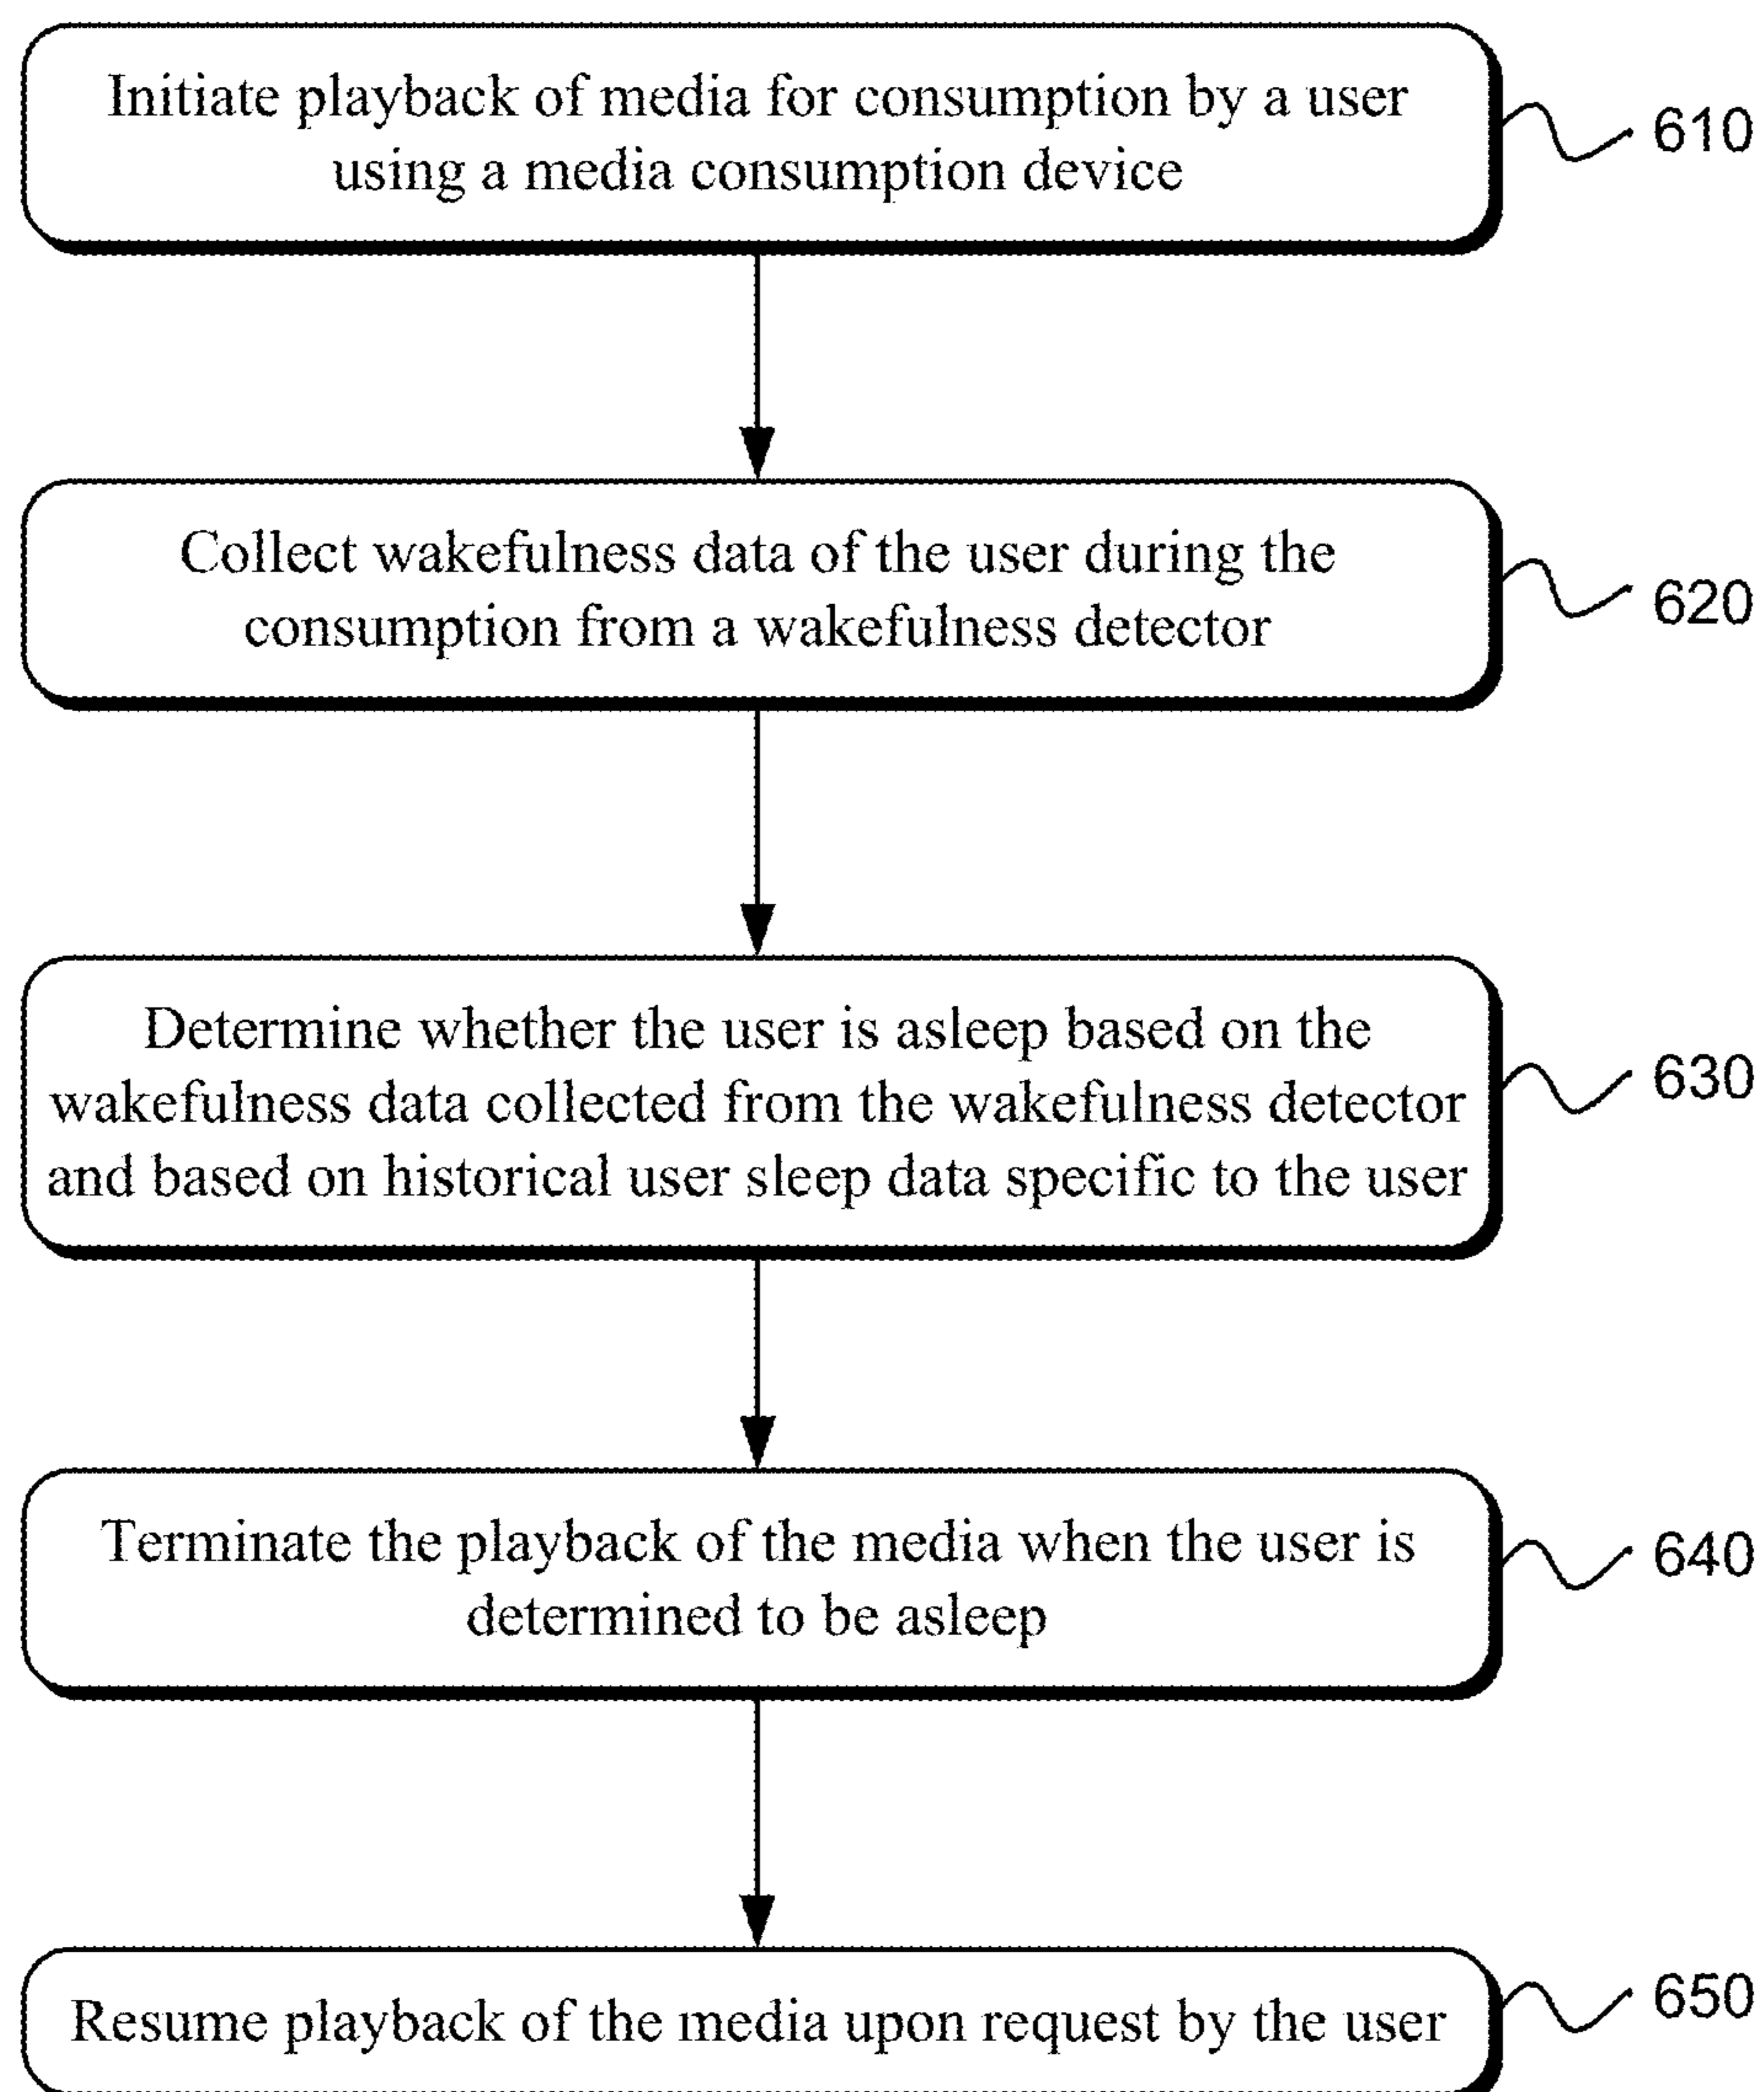 Initiate playback of media for consumption by a user
using a media consumption device
610
Collect wakefulness data of the user during the
consumption from a wakefulness detector
620
Determine whether the user is asleep based on the
wakefulness data collected from the wakefulness detector
and based on historical user sleep data specific to the user
630
Terminate the playback of the media when the user is
determined to be asleep
640
Resume playback of the media upon request by the user
650